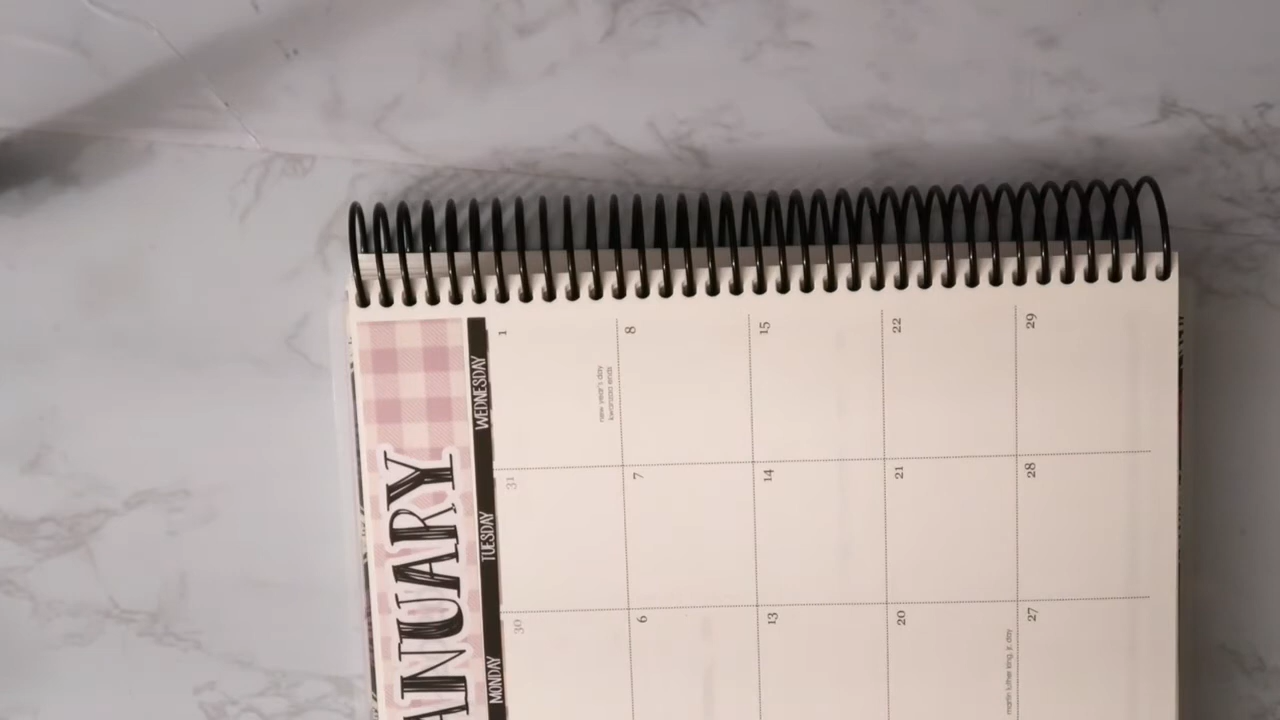 ANUARY
MONDAY TUESDAY WEDNESDAY
30 31 1
new year's day
kwanzaa ends
6 7 8
13 14 15
20 21 22
martin luther king, jr. day
27 28 29